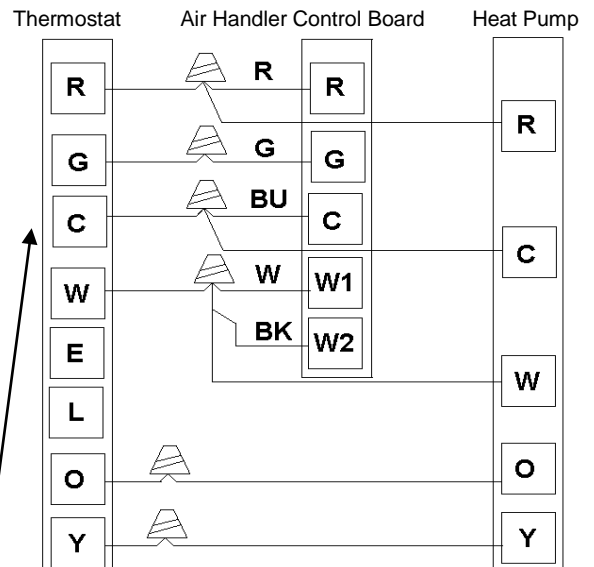 Thermostat Air Handler Control Board Heat Pump
R R R
R
G G G
C BU C
C
W W W1
BK W2
E
W
L
O O
Y Y